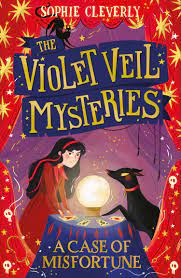 SOPHIE CLEVERLY
THE
VIOLET VEIL
MYSTERIES
A CASE OF
MISFORTUNE